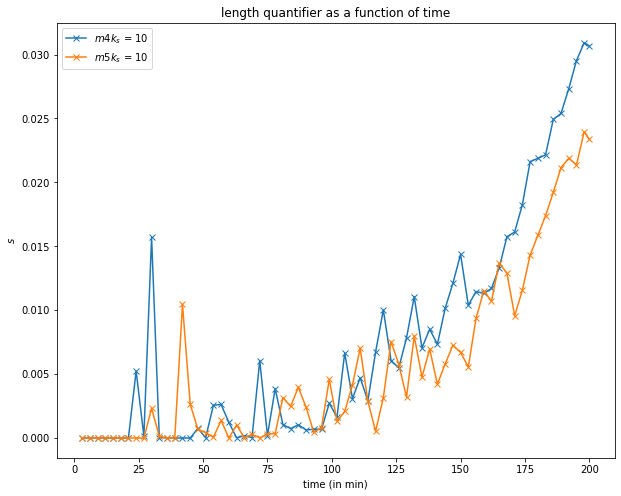 length quantifier as a function of time
m4k_s = 10
m5k_s = 10
0.030
0.025
0.020
0.015
0.010
0.005
0.000
s
0 25 50 75 100 125 150 175 200
time (in min)